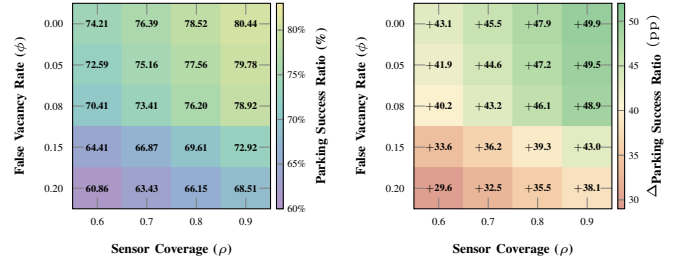 0.00 74.21 76.39 78.52 80.44
0.05 72.59 75.16 77.56 79.78
0.08 70.41 73.41 76.20 78.92
0.15 64.41 66.87 69.61 72.92
0.20 60.86 63.43 66.15 68.51
0.6 0.7 0.8 0.9
Sensor Coverage (ρ)
False Vacancy Rate (ϕ)
80%
75%
70%
65%
60%
Parking Success Ratio (%)
0.00 +43.1 +45.5 +47.9 +49.9
0.05 +41.9 +44.6 +47.2 +49.5
0.08 +40.2 +43.2 +46.1 +48.9
0.15 +33.6 +36.2 +39.3 +43.0
0.20 +29.6 +32.5 +35.5 +38.1
0.6 0.7 0.8 0.9
Sensor Coverage (ρ)
False Vacancy Rate (ϕ)
50
45
40
35
30
△Parking Success Ratio (pp)